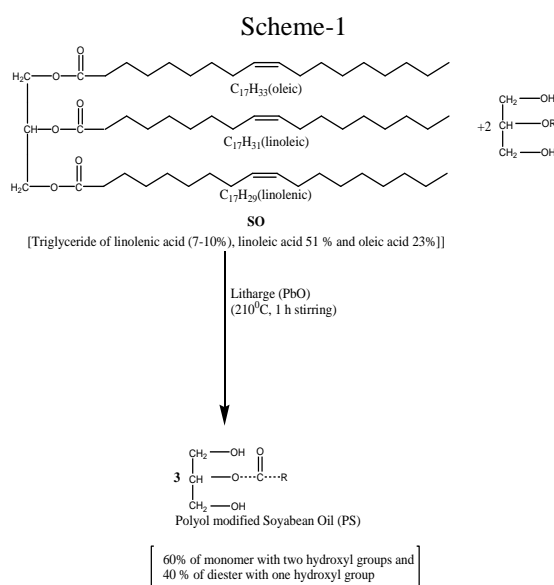 Scheme-1
O
H₂C—O—C
C₁₇H₃₃(oleic)
O
CH—O—C
C₁₇H₃₁(linoleic)
O
H₂C—O—C
C₁₇H₂₉(linolenic)
+2
CH₂—OH
CH—OR
CH₂—OH
SO
[Triglyceride of linolenic acid (7-10%), linoleic acid 51 % and oleic acid 23%]]
Litharge (PbO)
(210⁰C, 1 h stirring)
CH₂—OH
O
3 CH—O----C----R
CH₂—OH
Polyol modified Soyabean Oil (PS)
60% of monomer with two hydroxyl groups and
40 % of diester with one hydroxyl group